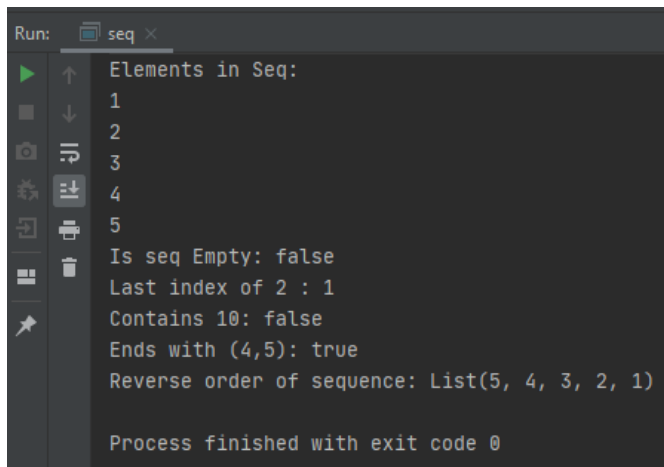 Run: seq
Elements in Seq:
1
2
3
4
5
Is seq Empty: false
Last index of 2 : 1
Contains 10: false
Ends with (4,5): true
Reverse order of sequence: List(5, 4, 3, 2, 1)
Process finished with exit code 0